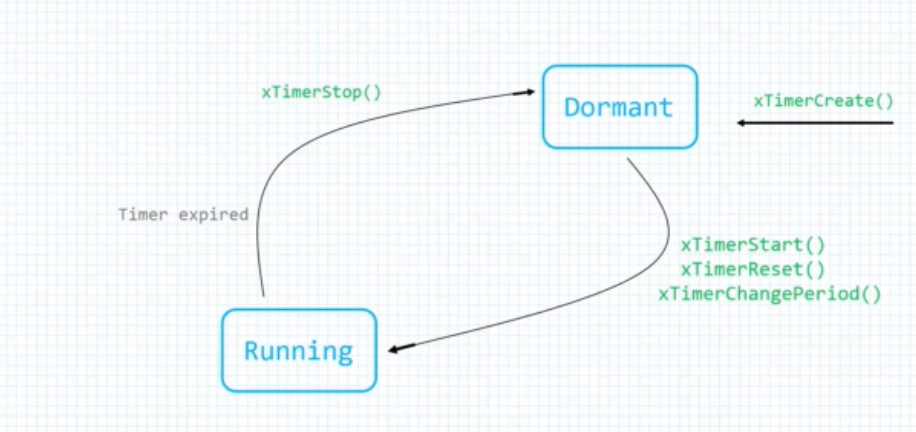 xTimerStop()
Dormant
xTimerCreate()
Timer expired
xTimerStart()
xTimerReset()
xTimerChangePeriod()
Running